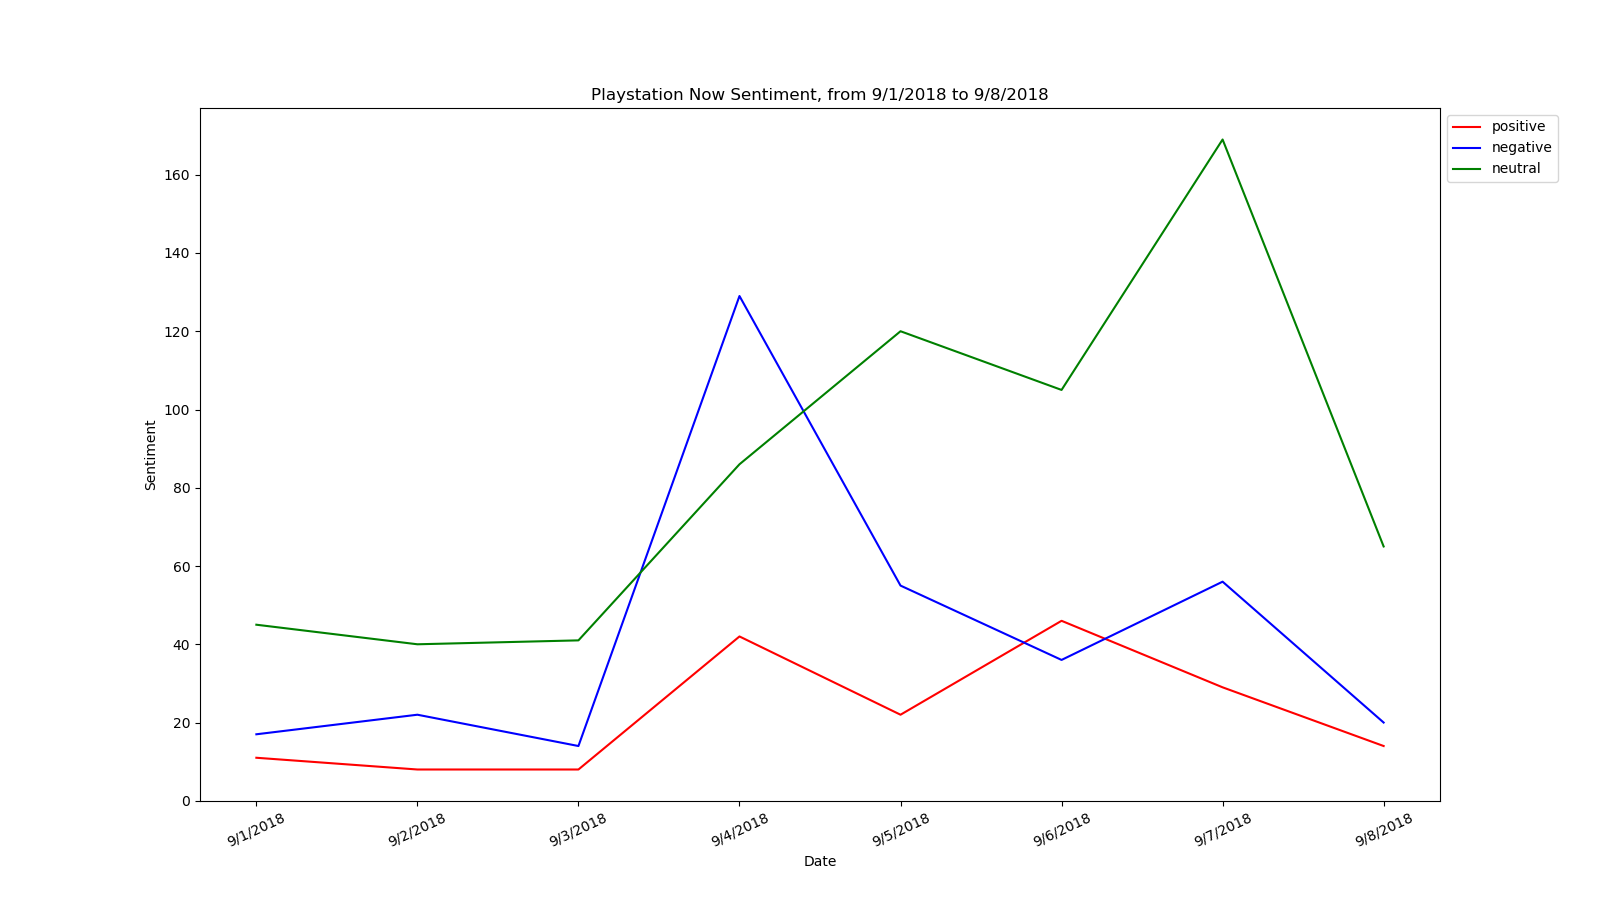 Playstation Now Sentiment, from 9/1/2018 to 9/8/2018
positive
negative
neutral
160
140
120
100
80
60
40
20
0
Sentiment
9/1/2018 9/2/2018 9/3/2018 9/4/2018 9/5/2018 9/6/2018 9/7/2018 9/8/2018
Date